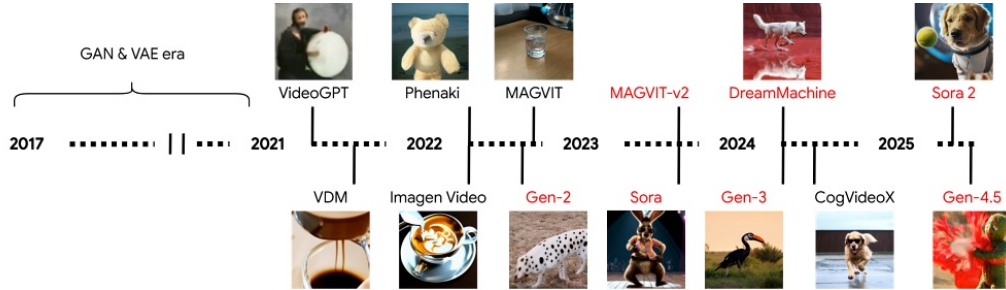 GAN & VAE era
VideoGPT
Phenaki
MAGVIT
MAGVIT-v2
DreamMachine
Sora 2
2017
2021
2022
2023
2024
2025
VDM
Imagen Video
Gen-2
Sora
Gen-3
CogVideoX
Gen-4.5